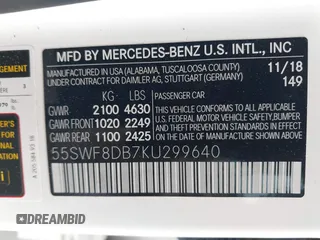 MFD BY MERCEDES-BENZ U.S. INTL., INC
MADE IN USA (ALABAMA, TUSCALOOSA COUNTY) 11/18
UNDER CONTRACT FOR DAIMLER AG, STUTTGART (GERMANY) 149
KG LBS PASSENGER CAR
GVWR 2100 4630
GAWR FRONT 1020 2249
GAWR REAR 1100 2425
THIS VEHICLE CONFORMS TO ALL
APPLICABLE U.S. FEDERAL
MOTOR VEHICLE SAFETY, BUMPER
AND THEFT PREVENTION
STANDARDS IN EFFECT ON THE DATE
OF MANUFACTURE SHOWN ABOVE.
55SWF8DB7KU299640
DREAMBID